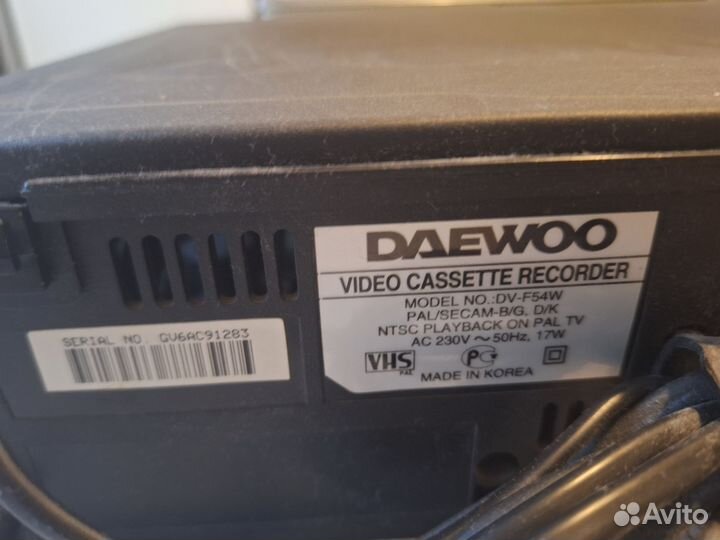 DAEWOO
VIDEO CASSETTE RECORDER
MODEL NO.:DV-F54W
PAL/SECAM-B/G, D/K
NTSC PLAYBACK ON PAL TV
AC 230V ~ 50Hz, 17W
VHS
PAL
MADE IN KOREA
SERIAL NO. GV6AC91283
Avito